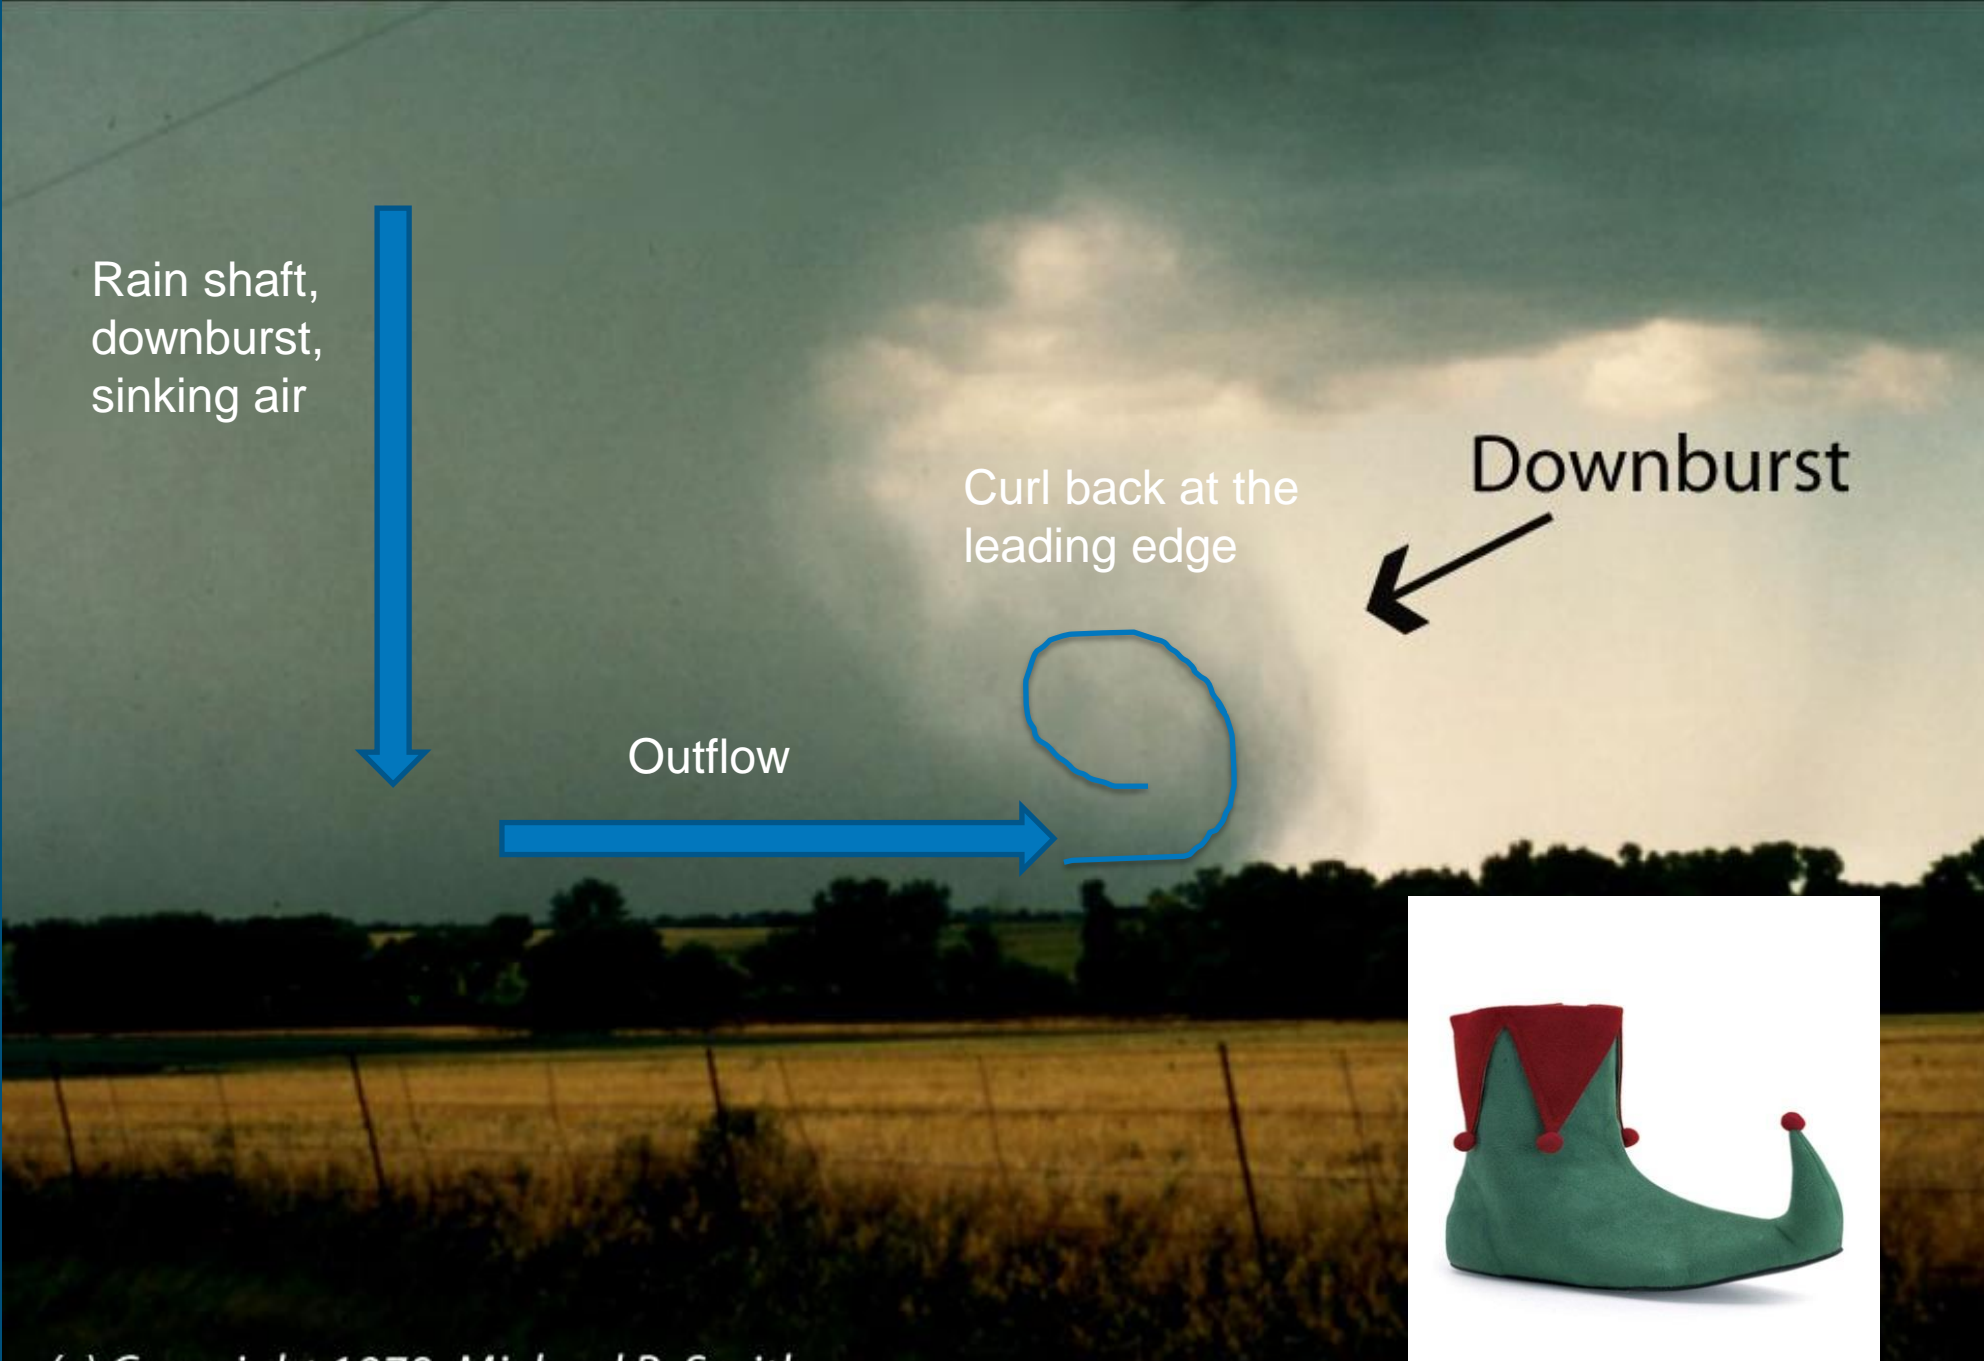 Rain shaft,
downburst,
sinking air
Curl back at the
leading edge
Downburst
Outflow